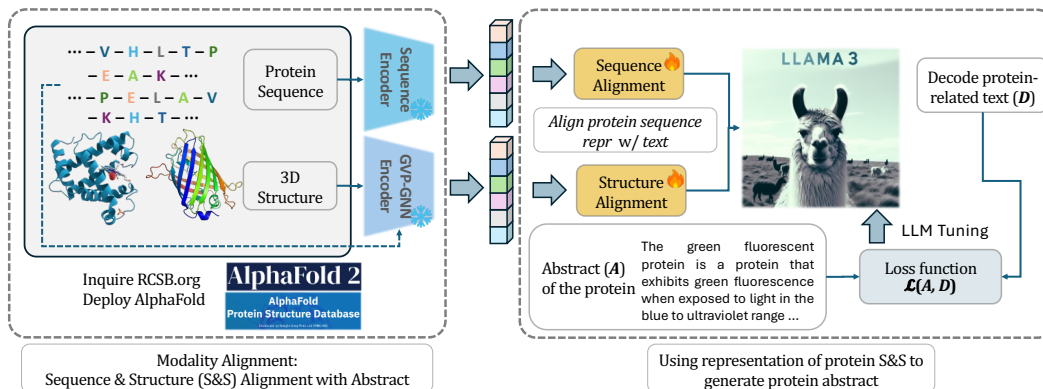 ··· – V – H – L – T – P
– E – A – K – ···
··· – P – E – L – A – V
– K – H – T – ···
Protein
Sequence
3D
Structure
Sequence
Encoder
GVP-GNN
Encoder
Inquire RCSB.org
Deploy AlphaFold
AlphaFold 2
AlphaFold
Protein Structure Database
Modality Alignment:
Sequence & Structure (S&S) Alignment with Abstract
Sequence
Alignment
Align protein sequence
repr w/ text
Structure
Alignment
LLAMA 3
Decode protein-
related text (D)
LLM Tuning
Abstract (A)
of the protein
The green fluorescent
protein is a protein that
exhibits green fluorescence
when exposed to light in the
blue to ultraviolet range ...
Loss function
ℒ(A, D)
Using representation of protein S&S to
generate protein abstract